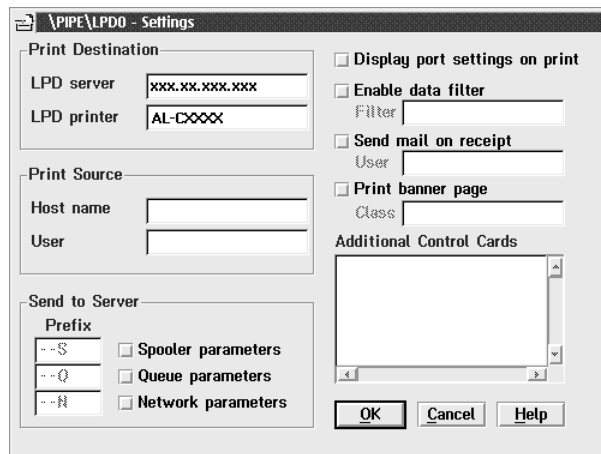 \PIPE\LPD0 - Settings
Print Destination
LPD server xxx.xx.xxx.xxx
LPD printer AL-CXXXX
Print Source
Host name
User
Send to Server
Prefix
--S Spooler parameters
--Q Queue parameters
--N Network parameters
Display port settings on print
Enable data filter
Filter
Send mail on receipt
User
Print banner page
Class
Additional Control Cards
OK Cancel Help